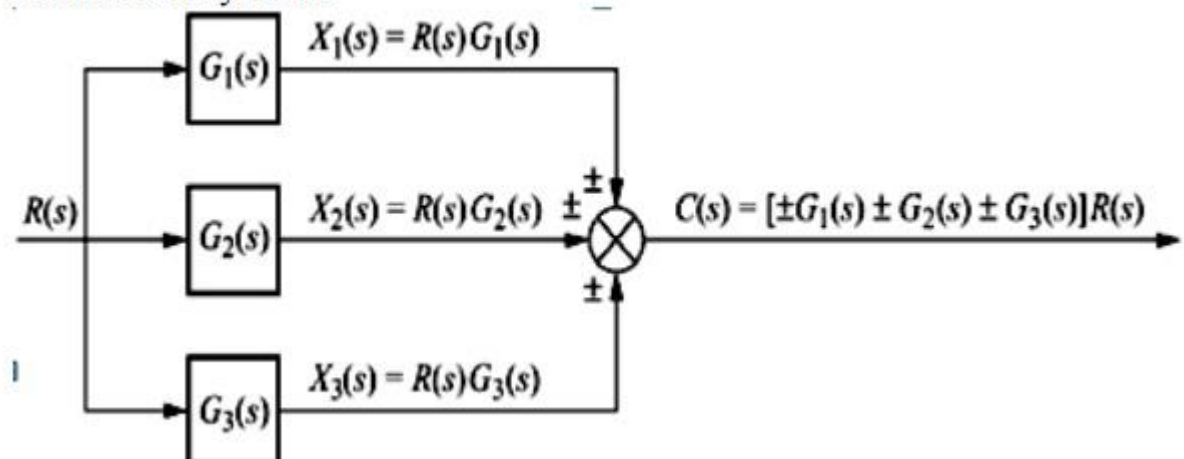 G₁(s)
X₁(s) = R(s)G₁(s)
±
R(s)
G₂(s)
X₂(s) = R(s)G₂(s)
±
C(s) = [±G₁(s) ± G₂(s) ± G₃(s)]R(s)
±
G₃(s)
X₃(s) = R(s)G₃(s)